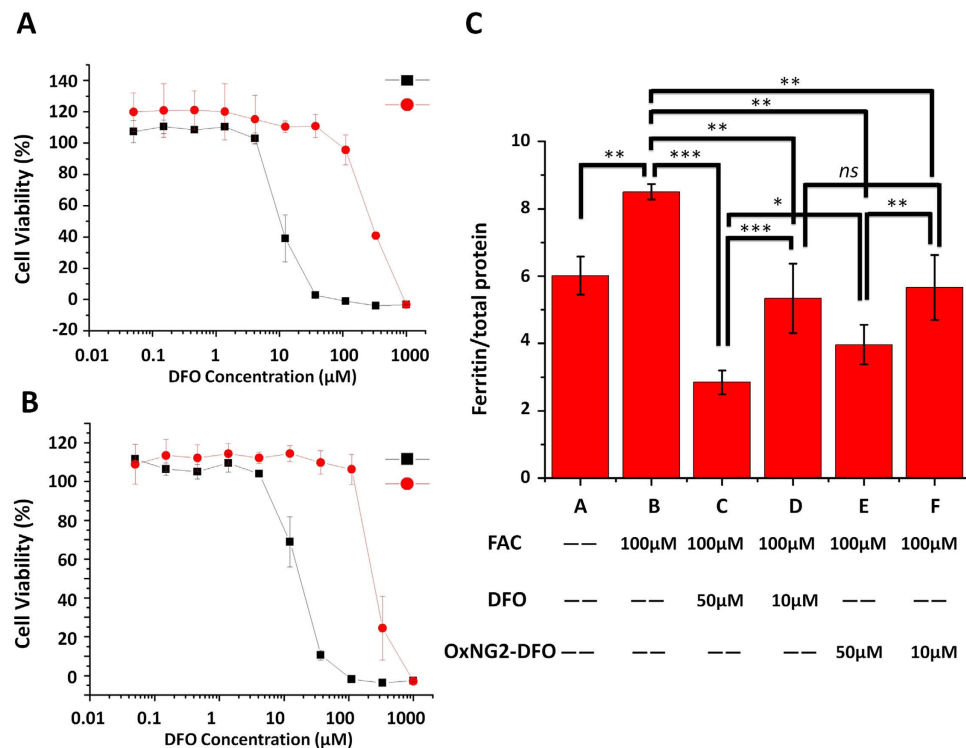 A
140
120
100
80
60
40
20
0
-20
Cell Viability (%)
0.01 0.1 1 10 100 1000
DFO Concentration (µM)
B
120
100
80
60
40
20
0
Cell Viability (%)
0.01 0.1 1 10 100 1000
DFO Concentration (µM)
C
**
**
**
ns
** *** * **
***
10
8
6
4
2
0
Ferritin/total protein
A B C D E F
FAC —— 100µM 100µM 100µM 100µM 100µM
DFO —— —— 50µM 10µM —— ——
OxNG2-DFO —— —— —— —— 50µM 10µM